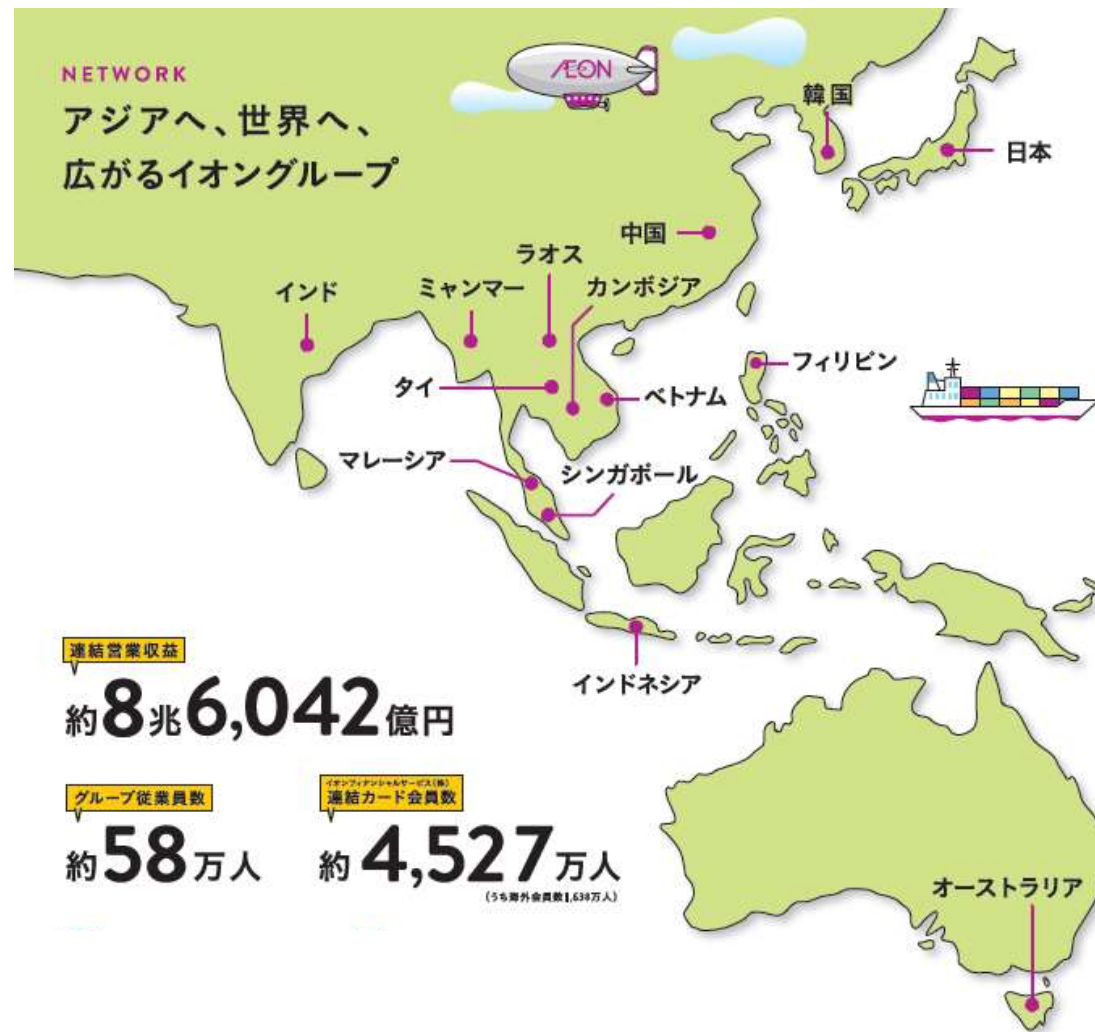 NETWORK
アジアへ、世界へ、
広がるイオングループ
ÆON
韓国
日本
中国
ラオス
インド
ミャンマー
カンボジア
フィリピン
タイ
ベトナム
マレーシア
シンガポール
インドネシア
連結営業収益
約8兆6,042億円
グループ従業員数
約58万人
イオンフィナンシャルサービス(株)
連結カード会員数
約4,527万人
(うち海外会員数1,638万人)
オーストラリア